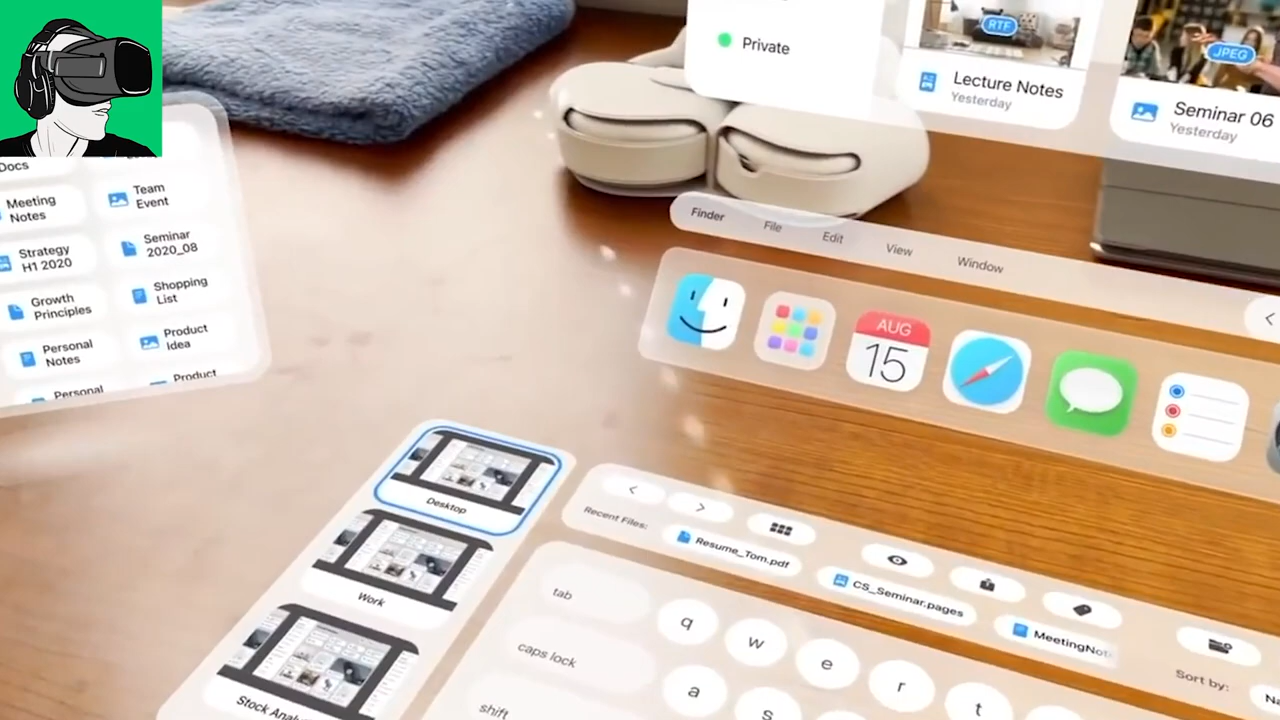 Docs
Meeting
Notes
Team
Event
Strategy
H1 2020
Seminar
2020_08
Growth
Principles
Shopping
List
Personal
Notes
Product
Idea
Personal
Product
Private
RTF
Lecture Notes
Yesterday
JPEG
Seminar 06
Yesterday
Finder
File
Edit
View
Window
AUG
15
Desktop
Work
Recent Files:
Resume_Tom.pdf
CS_Seminar.pages
Sort by:
tab
q
w
e
r
t
caps lock
a
s
shift